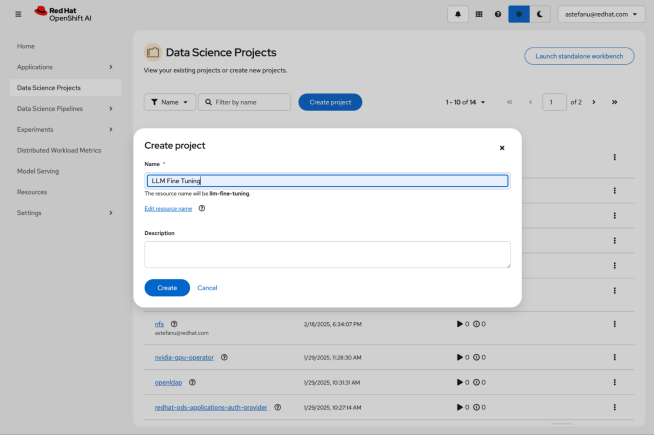 Red Hat
OpenShift AI
astefanu@redhat.com
Home
Applications
Data Science Projects
Data Science Pipelines
Experiments
Distributed Workload Metrics
Model Serving
Resources
Settings
Data Science Projects
View your existing projects or create new projects.
Launch standalone workbench
Name
Filter by name
Create project
1 - 10 of 14
1 of 2
Create project
Name *
LLM Fine Tuning
The resource name will be llm-fine-tuning.
Edit resource name
Description
Create Cancel
nfs 2/18/2025, 6:34:07 PM 0 0
astefanu@redhat.com
nvidia-gpu-operator 1/29/2025, 11:28:30 AM 0 0
openldap 1/29/2025, 10:31:31 AM 0 0
redhat-ods-applications-auth-provider 1/29/2025, 10:27:14 AM 0 0